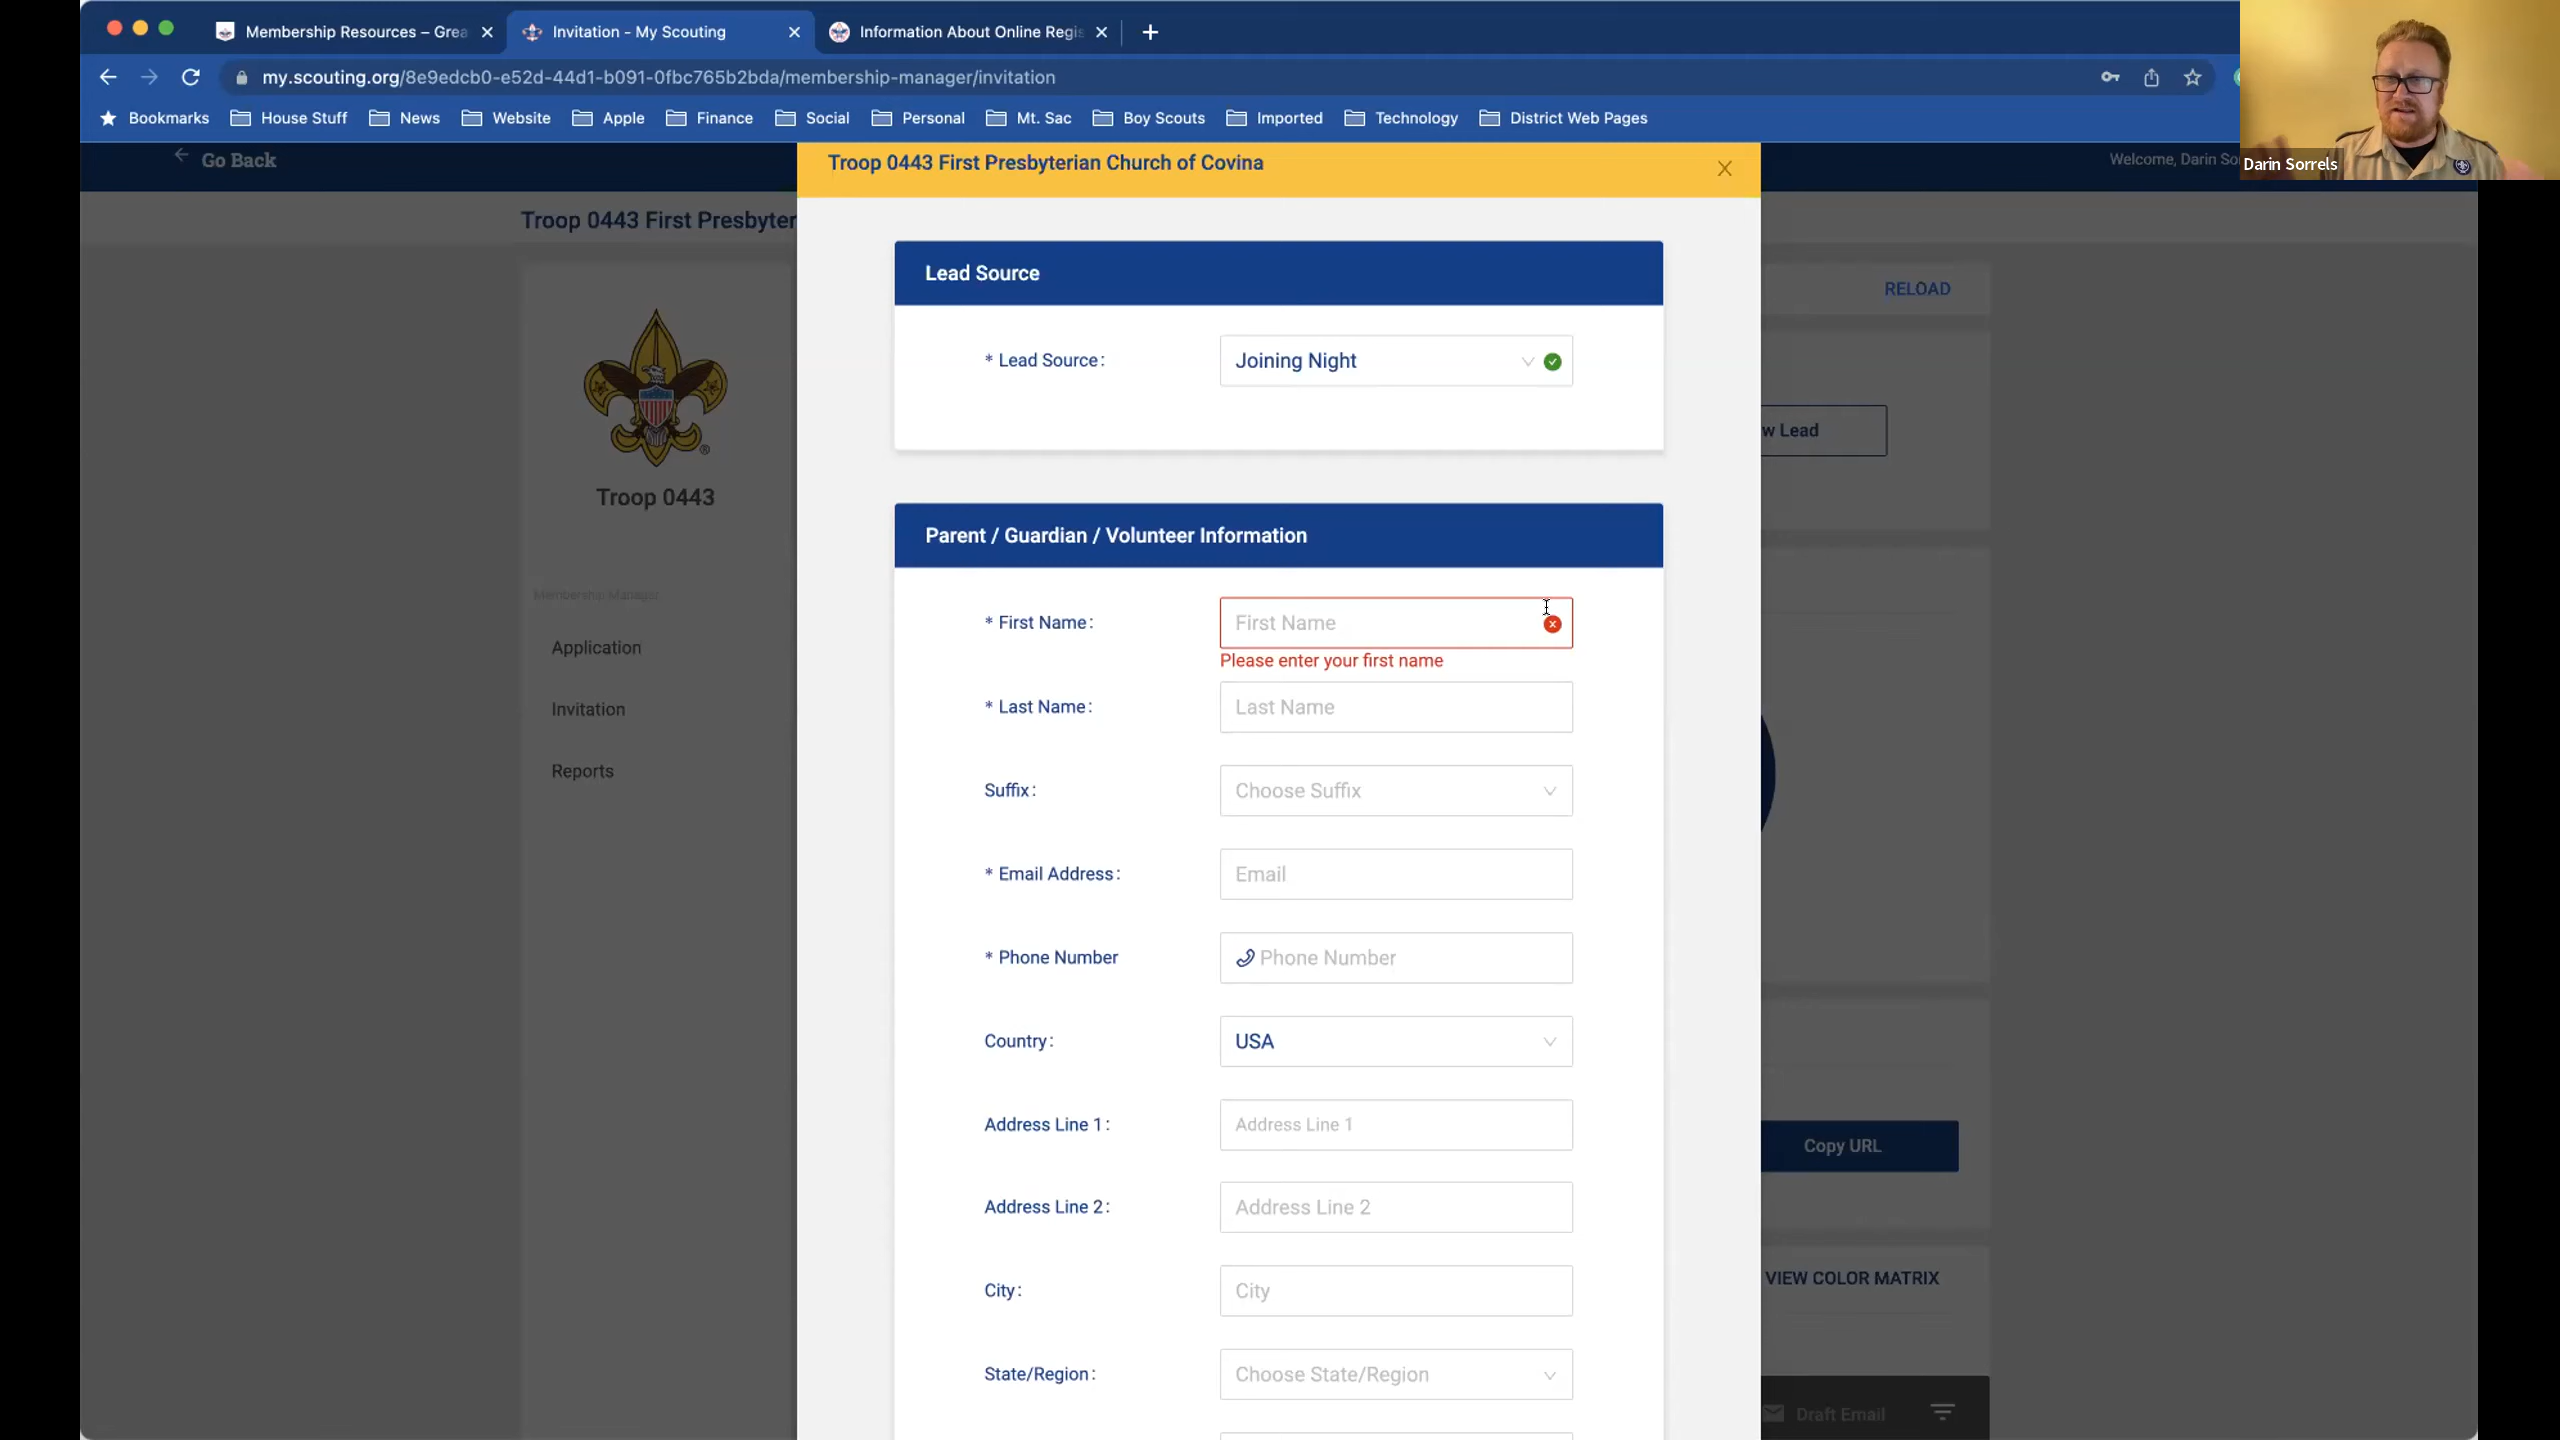 Membership Resources – Grea
Invitation - My Scouting
Information About Online Regis
my.scouting.org/8e9edcb0-e52d-44d1-b091-0fbc765b2bda/membership-manager/invitation
Bookmarks House Stuff News Website Apple Finance Social Personal Mt. Sac Boy Scouts Imported Technology District Web Pages
Darin Sorrels
Go Back
Welcome, Darin Sor
Troop 0443 First Presbyterian Church of Covina
Troop 0443 First Presbyter
RELOAD
Lead Source
* Lead Source:
Joining Night
w Lead
Troop 0443
Membership Manager
Application
Invitation
Reports
Parent / Guardian / Volunteer Information
* First Name:
First Name
Please enter your first name
* Last Name:
Last Name
Suffix:
Choose Suffix
* Email Address:
Email
* Phone Number
Phone Number
Country:
USA
Address Line 1:
Address Line 1
Copy URL
Address Line 2:
Address Line 2
City:
City
VIEW COLOR MATRIX
State/Region:
Choose State/Region
Draft Email